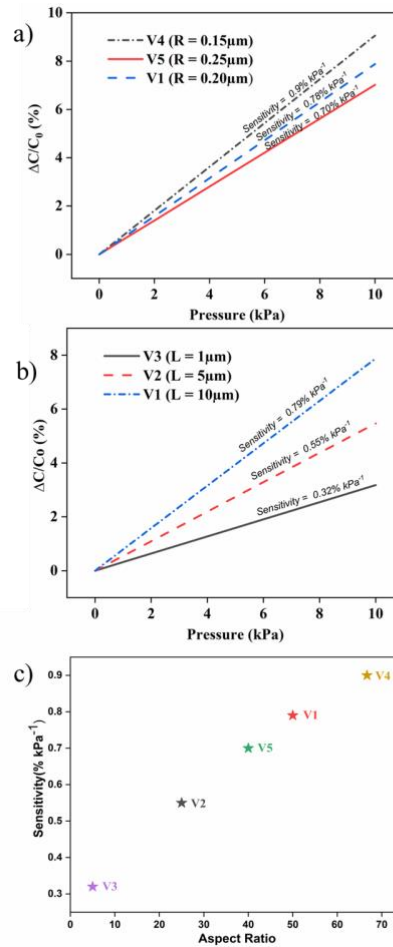 a)
V4 (R = 0.15µm)
V5 (R = 0.25µm)
V1 (R = 0.20µm)
Sensitivity = 0.9% kPa⁻¹
Sensitivity = 0.78% kPa⁻¹
Sensitivity = 0.70% kPa⁻¹
ΔC/C₀ (%)
8
6
4
2
0
0 2 4 6 8 10
Pressure (kPa)
b)
V3 (L = 1µm)
V2 (L = 5µm)
V1 (L = 10µm)
Sensitivity = 0.79% kPa⁻¹
Sensitivity = 0.55% kPa⁻¹
Sensitivity = 0.32% kPa⁻¹
ΔC/Co (%)
8
6
4
2
0
0 2 4 6 8 10
Pressure (kPa)
c)
Sensitivity(% kPa⁻¹)
0.9
0.8
0.7
0.6
0.5
0.4
0.3
V4
V1
V5
V2
V3
0 10 20 30 40 50 60 70
Aspect Ratio